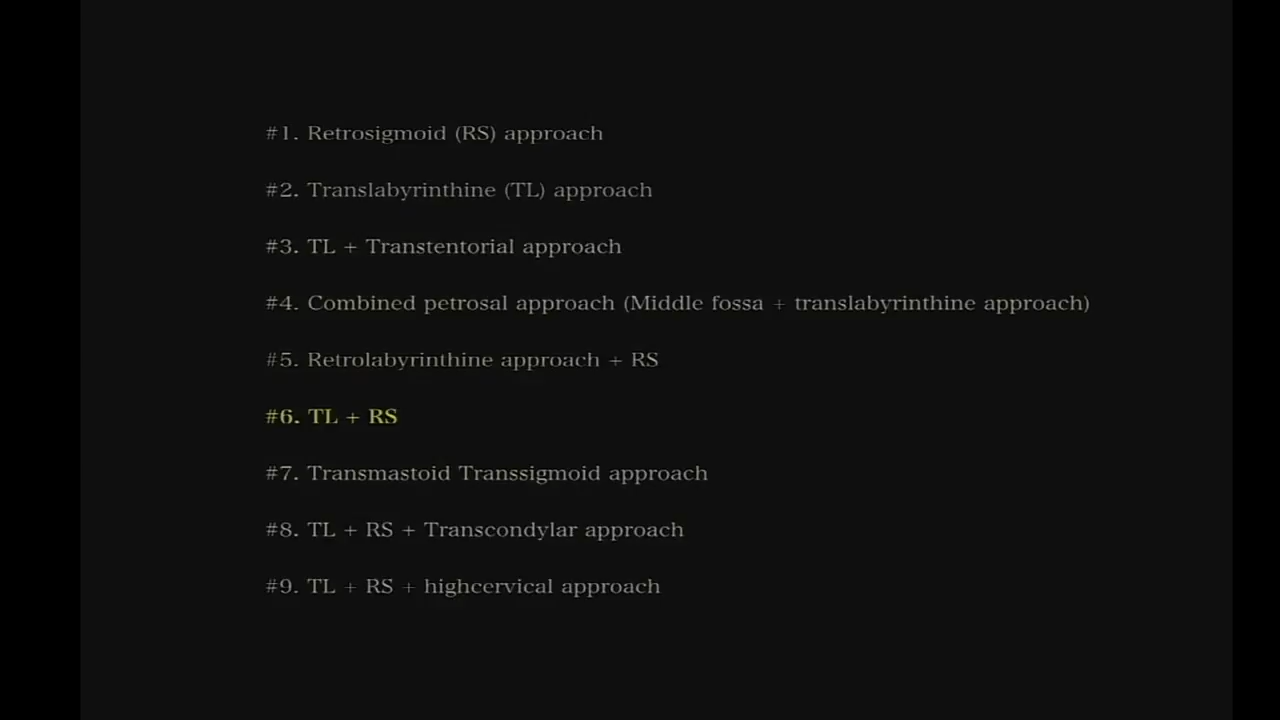 #1. Retrosigmoid (RS) approach
#2. Translabyrinthine (TL) approach
#3. TL + Transtentorial approach
#4. Combined petrosal approach (Middle fossa + translabyrinthine approach)
#5. Retrolabyrinthine approach + RS
#6. TL + RS
#7. Transmastoid Transsigmoid approach
#8. TL + RS + Transcondylar approach
#9. TL + RS + highcervical approach